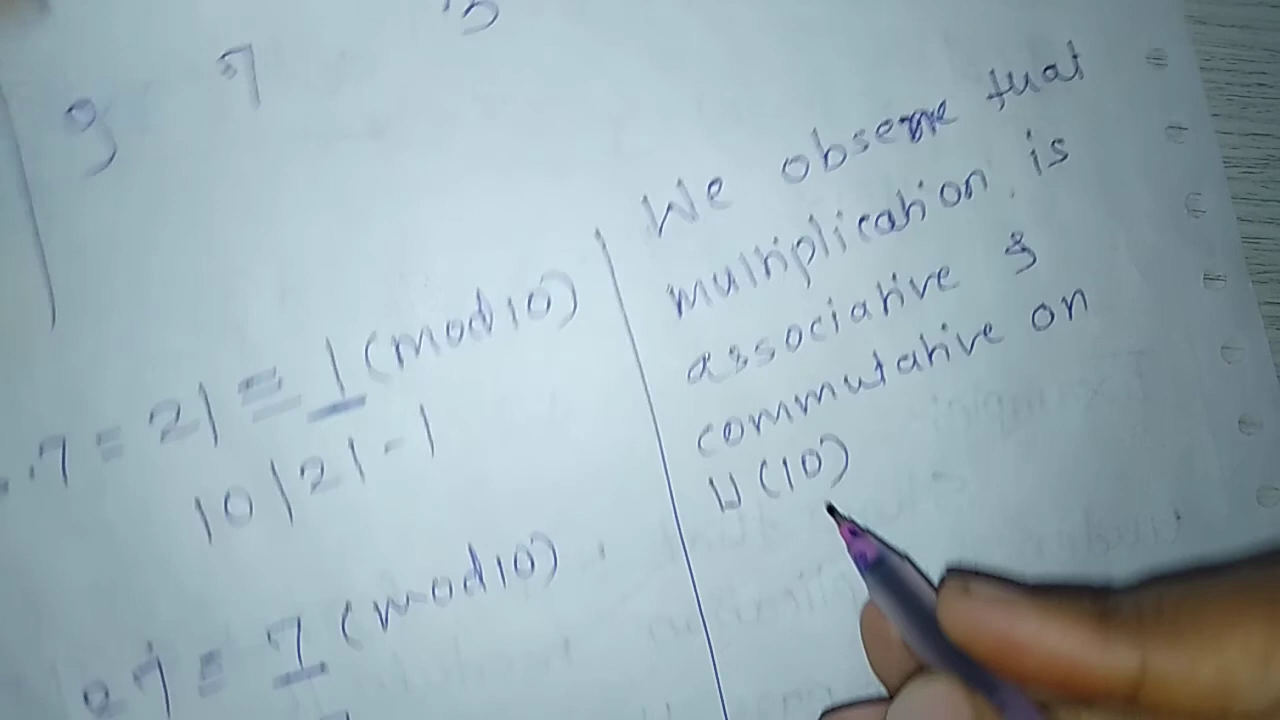 9 7 3
.7 = 21 ≡ 1 (mod 10)
10 | 21 - 1
7 ≡ 7 (mod 10)
We observe that
multiplication is
associative &
commutative on
U(10)